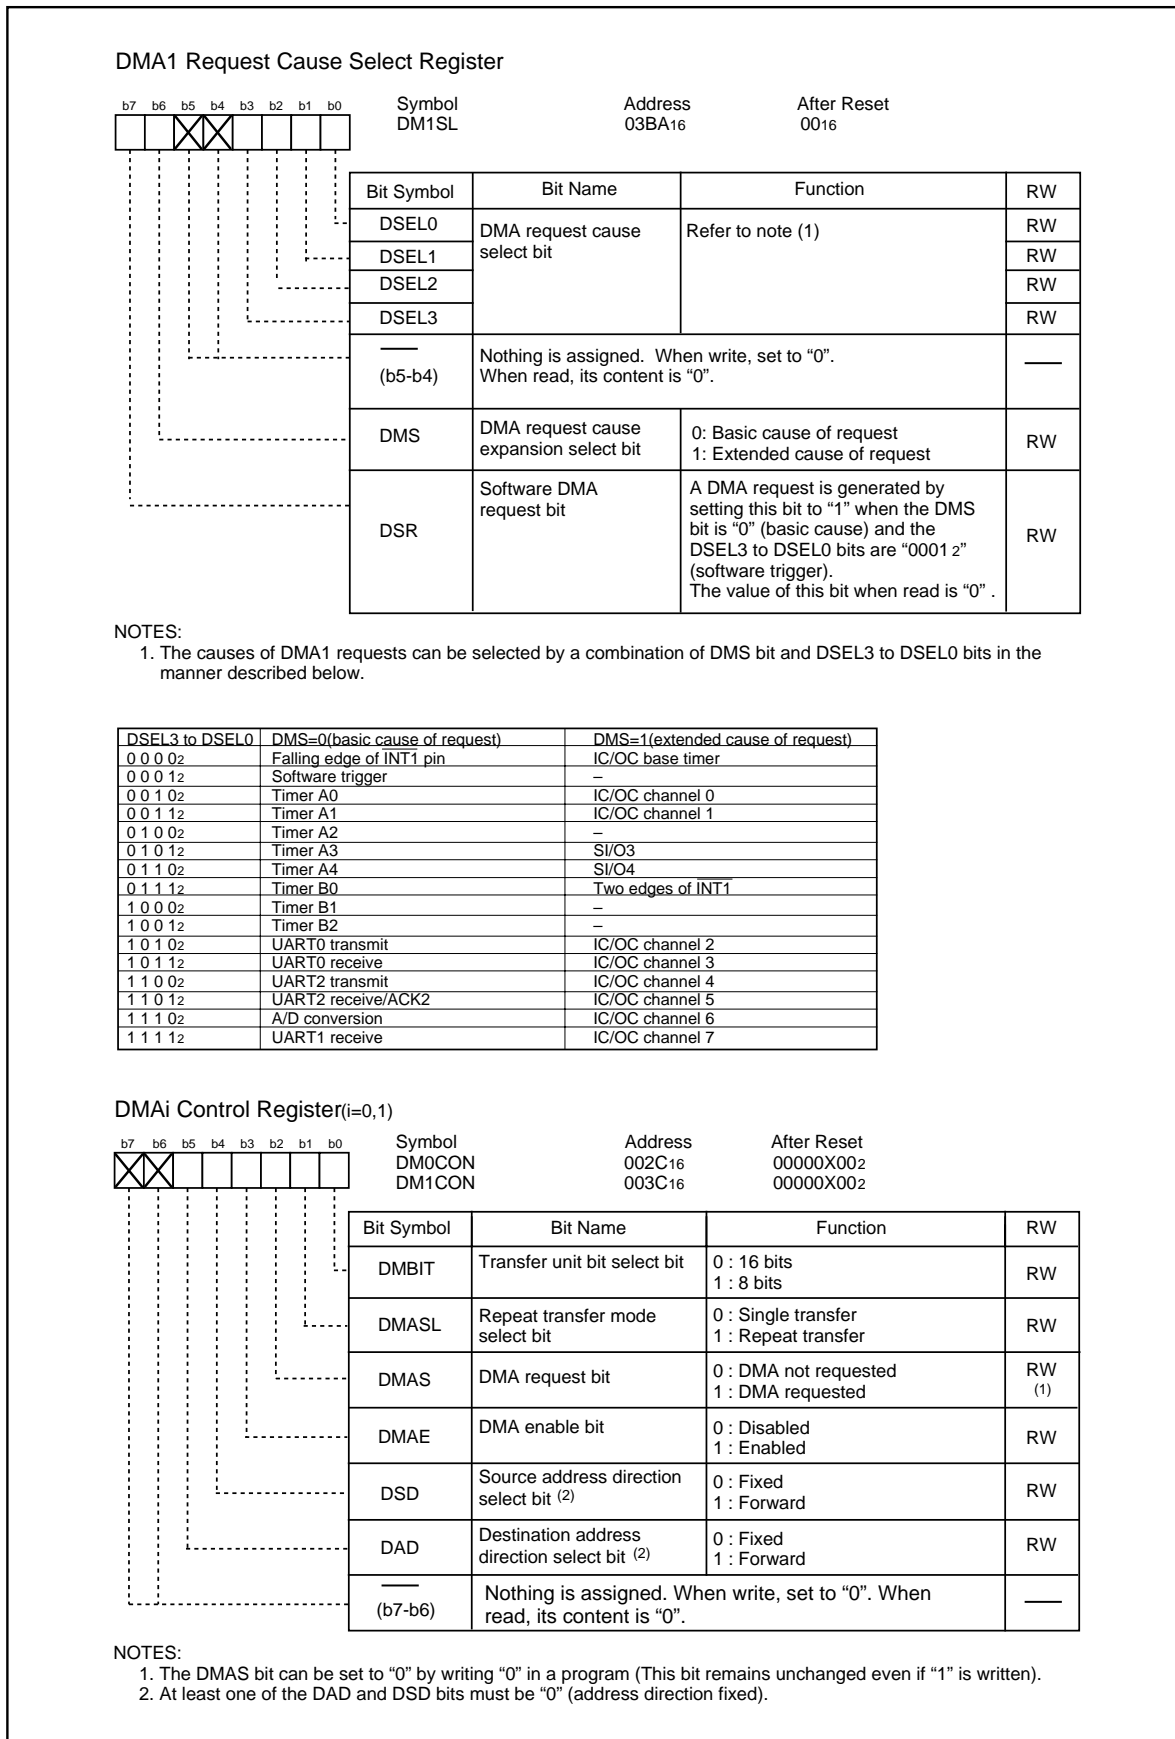 DMA1 Request Cause Select Register
b7 b6 b5 b4 b3 b2 b1 b0
Symbol Address After Reset
DM1SL 03BA16 0016
Bit Symbol Bit Name Function RW
DSEL0 DMA request cause select bit Refer to note (1) RW
DSEL1 RW
DSEL2 RW
DSEL3 RW
(b5-b4) Nothing is assigned. When write, set to “0”.
When read, its content is “0”.
DMS DMA request cause expansion select bit 0: Basic cause of request RW
1: Extended cause of request
DSR Software DMA request bit A DMA request is generated by RW
setting this bit to “1” when the DMS
bit is “0” (basic cause) and the
DSEL3 to DSEL0 bits are “0001 2”
(software trigger).
The value of this bit when read is “0” .
NOTES:
1. The causes of DMA1 requests can be selected by a combination of DMS bit and DSEL3 to DSEL0 bits in the
manner described below.
DSEL3 to DSEL0 DMS=0(basic cause of request) DMS=1(extended cause of request)
0 0 0 02 Falling edge of INT1 pin IC/OC base timer
0 0 0 12 Software trigger –
0 0 1 02 Timer A0 IC/OC channel 0
0 0 1 12 Timer A1 IC/OC channel 1
0 1 0 02 Timer A2 –
0 1 0 12 Timer A3 SI/O3
0 1 1 02 Timer A4 SI/O4
0 1 1 12 Timer B0 Two edges of INT1
1 0 0 02 Timer B1 –
1 0 0 12 Timer B2 –
1 0 1 02 UART0 transmit IC/OC channel 2
1 0 1 12 UART0 receive IC/OC channel 3
1 1 0 02 UART2 transmit IC/OC channel 4
1 1 0 12 UART2 receive/ACK2 IC/OC channel 5
1 1 1 02 A/D conversion IC/OC channel 6
1 1 1 12 UART1 receive IC/OC channel 7
DMAi Control Register(i=0,1)
b7 b6 b5 b4 b3 b2 b1 b0
Symbol Address After Reset
DM0CON 002C16 00000X002
DM1CON 003C16 00000X002
Bit Symbol Bit Name Function RW
DMBIT Transfer unit bit select bit 0 : 16 bits RW
1 : 8 bits
DMASL Repeat transfer mode select bit 0 : Single transfer RW
1 : Repeat transfer
DMAS DMA request bit 0 : DMA not requested RW
1 : DMA requested (1)
DMAE DMA enable bit 0 : Disabled RW
1 : Enabled
DSD Source address direction select bit (2) 0 : Fixed RW
1 : Forward
DAD Destination address direction select bit (2) 0 : Fixed RW
1 : Forward
(b7-b6) Nothing is assigned. When write, set to “0”. When
read, its content is “0”.
NOTES:
1. The DMAS bit can be set to “0” by writing “0” in a program (This bit remains unchanged even if “1” is written).
2. At least one of the DAD and DSD bits must be “0” (address direction fixed).